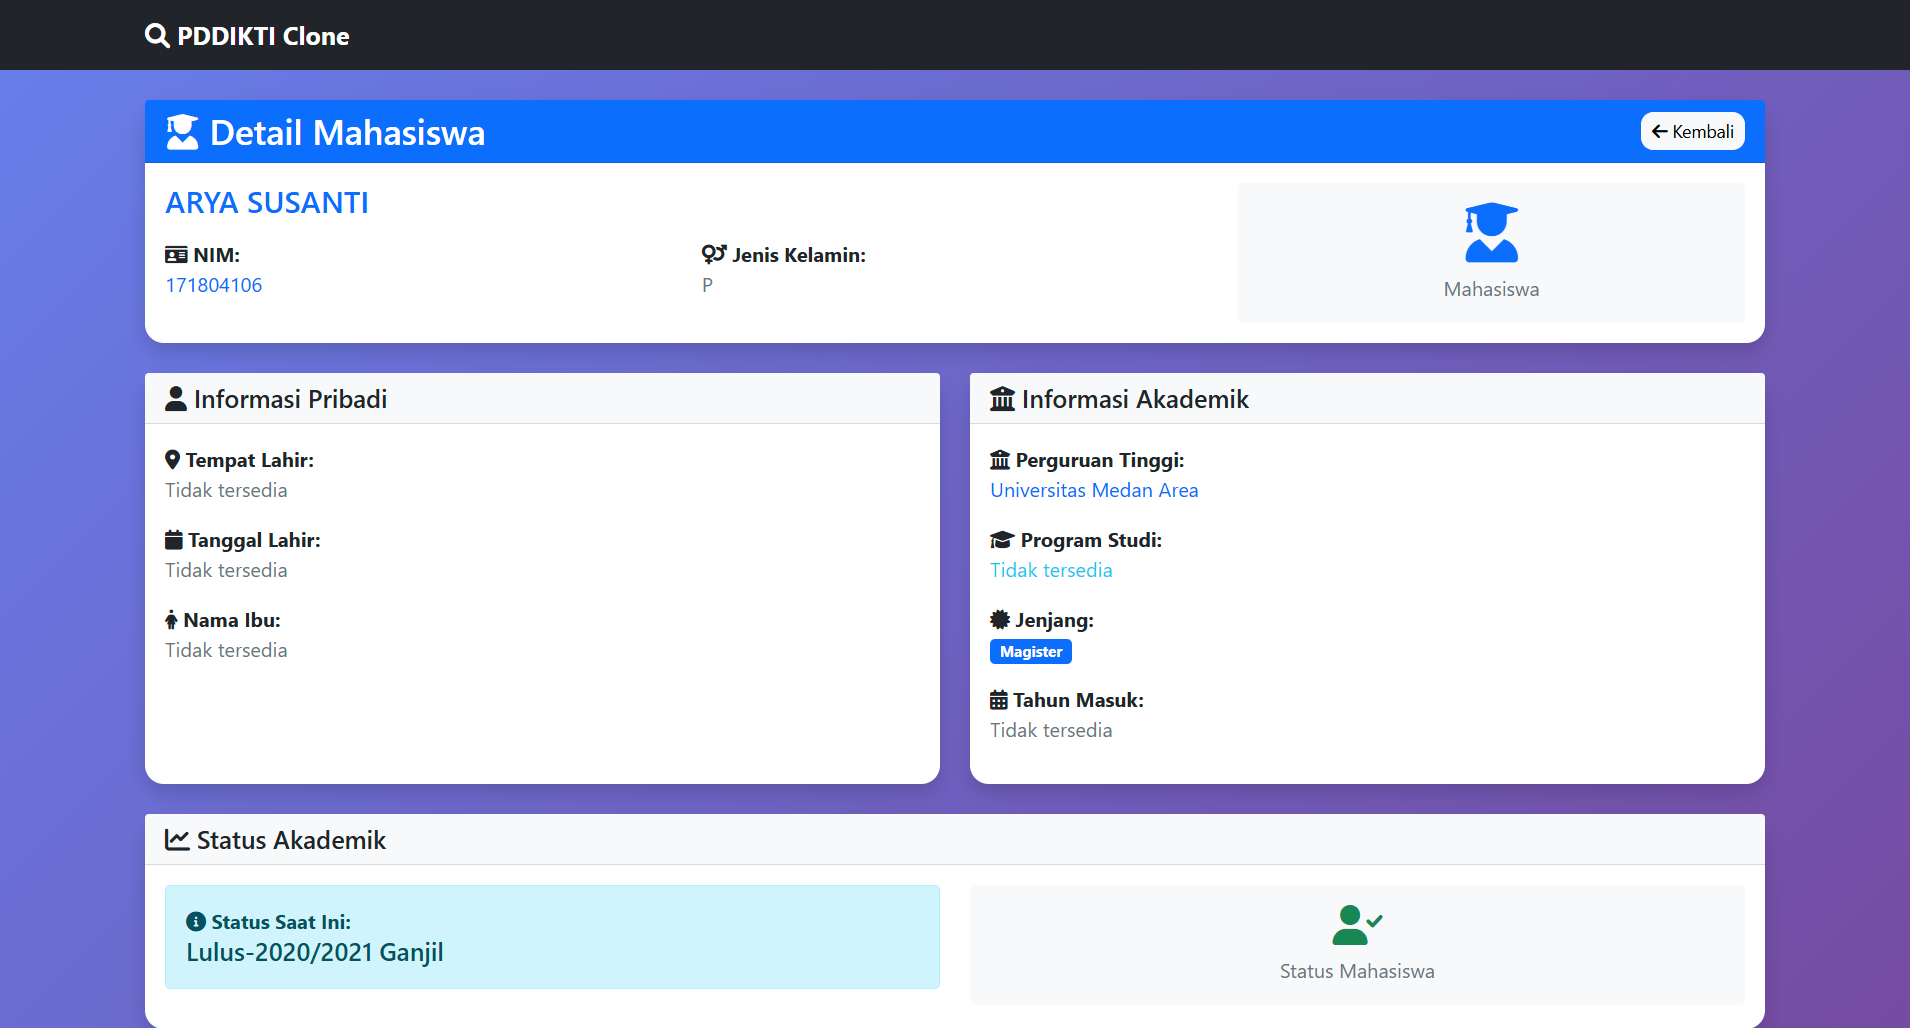 PDDIKTI Clone
Detail Mahasiswa
Kembali
ARYA SUSANTI
NIM:
171804106
Jenis Kelamin:
P
Mahasiswa
Informasi Pribadi
Tempat Lahir:
Tidak tersedia
Tanggal Lahir:
Tidak tersedia
Nama Ibu:
Tidak tersedia
Informasi Akademik
Perguruan Tinggi:
Universitas Medan Area
Program Studi:
Tidak tersedia
Jenjang:
Magister
Tahun Masuk:
Tidak tersedia
Status Akademik
Status Saat Ini:
Lulus-2020/2021 Ganjil
Status Mahasiswa